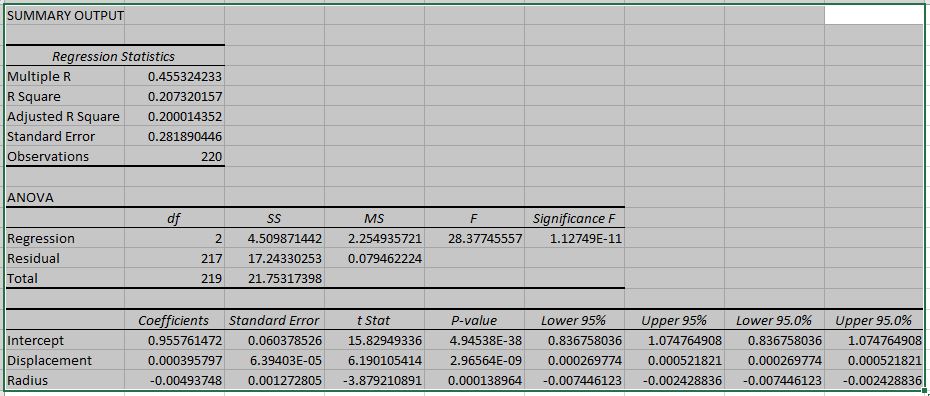 SUMMARY OUTPUT
Regression Statistics
Multiple R 0.455324233
R Square 0.207320157
Adjusted R Square 0.200014352
Standard Error 0.281890446
Observations 220
ANOVA
df SS MS F Significance F
Regression 2 4.509871442 2.254935721 28.37745557 1.12749E-11
Residual 217 17.24330253 0.079462224
Total 219 21.75317398
Coefficients Standard Error t Stat P-value Lower 95% Upper 95% Lower 95.0% Upper 95.0%
Intercept 0.955761472 0.060378526 15.82949336 4.94538E-38 0.836758036 1.074764908 0.836758036 1.074764908
Displacement 0.000395797 6.39403E-05 6.190105414 2.96564E-09 0.000269774 0.000521821 0.000269774 0.000521821
Radius -0.00493748 0.001272805 -3.879210891 0.000138964 -0.007446123 -0.002428836 -0.007446123 -0.002428836